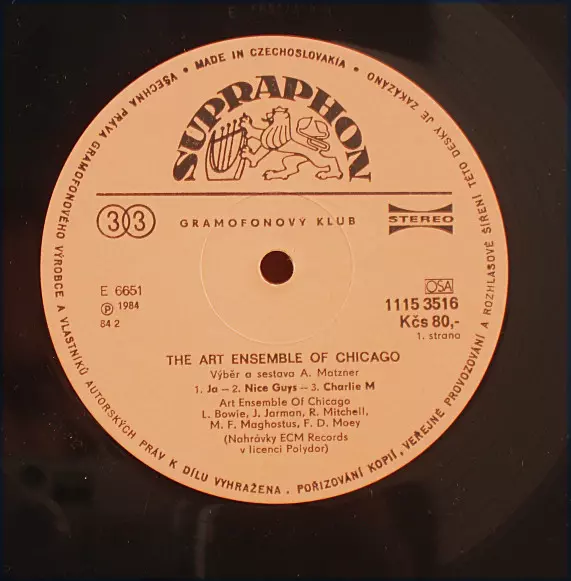 VŠECHNA PRÁVA GRAMOFONOVÉHO VÝROBCE A VLASTNÍKŮ AUTORSKÝCH PRÁV K DÍLU VYHRAŽENA . POŘIZOVÁNÍ KOPIÍ, VEŘEJNÉ PROVOZOVÁNÍ A ROZHLASOVÉ ŠÍŘENÍ TÉTO DESKY JE ZAKÁZÁNO • MADE IN CZECHOSLOVAKIA •
SUPRAPHON
33
GRAMOFONOVÝ KLUB
STEREO
E 6651
℗ 1984
84 2
OSA
1115 3516
Kčs 80,-
1. strana
THE ART ENSEMBLE OF CHICAGO
Výběr a sestava A. Matzner
1. Ja – 2. Nice Guys – 3. Charlie M
Art Ensemble Of Chicago
L. Bowie, J. Jarman, R. Mitchell,
M. F. Maghostus, F. D. Moey
(Nahrávky ECM Records
v licenci Polydor)